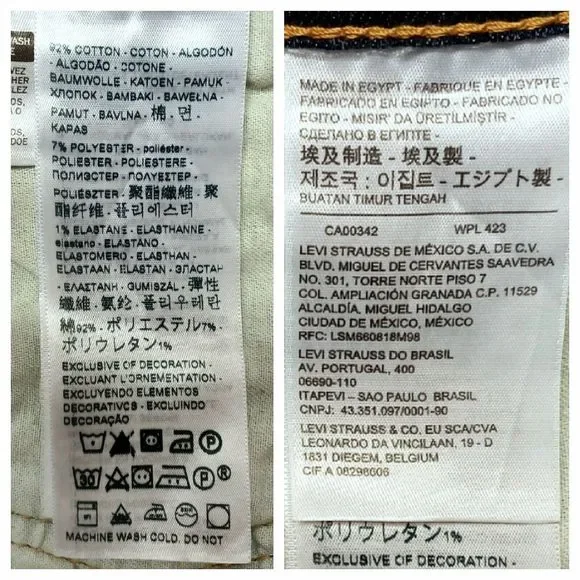 WASH
92% COTTON - COTON - ALGODÓN
ALGODÃO - COTONE -
BAUMWOLLE - KATOEN - PAMUK -
ХЛОПОК - BAMBAKI - BAWEŁNA -
PAMUT - BAVLNA - 棉 - 면 -
KAPAS
7% POLYESTER - poliéster -
POLIESTER - POLIESTERE -
ПОЛИЭСТЕР - ПОΛΥΕΣΤΕΡ -
POLIÉSZTER - 聚酯纖維 - 聚
酯纤维 - 폴리에스터
1% ELASTANE - ELASTHANNE -
elastano - ELASTANO -
ELASTOMERO - ELASTHAN -
ELASTAAN - ELASTAN - ЭЛАСТАН
- ΕΛΑΣΤΑΝΗ - GUMISZÁL - 彈性
纖維 - 氨纶 - 폴리우레탄
綿92% - ポリエステル7% -
ポリウレタン1%
EXCLUSIVE OF DECORATION -
EXCLUANT L'ORNEMENTATION -
EXCLUYENDO ELEMENTOS
DECORATIVOS - EXCLUINDO
DECORAÇÃO
30
MACHINE WASH COLD. DO NOT
MADE IN EGYPT - FABRIQUE EN EGYPTE -
FABRICADO EN EGIPTO - FABRICADO NO
EGITO - MISIR' DA ÜRETİLMİŞTİR -
СДЕЛАНО В ЕГИПТЕ -
埃及制造 - 埃及製 -
제조국 : 이집트 - エジプト製 -
BUATAN TIMUR TENGAH
CA00342 WPL 423
LEVI STRAUSS DE MÉXICO S.A. DE C.V.
BLVD. MIGUEL DE CERVANTES SAAVEDRA
NO. 301, TORRE NORTE PISO 7
COL. AMPLIACIÓN GRANADA C.P. 11529
ALCALDÍA. MIGUEL HIDALGO
CIUDAD DE MÉXICO, MÉXICO
RFC: LSM660818M98
LEVI STRAUSS DO BRASIL
AV. PORTUGAL, 400
06690-110
ITAPEVI – SAO PAULO BRASIL
CNPJ: 43.351.097/0001-90
LEVI STRAUSS & CO. EU SCA/CVA
LEONARDO DA VINCILAAN. 19 - D
1831 DIEGEM, BELGIUM
CIF A 08298606
ポリウレタン1%
EXCLUSIVE OF DECORATION -